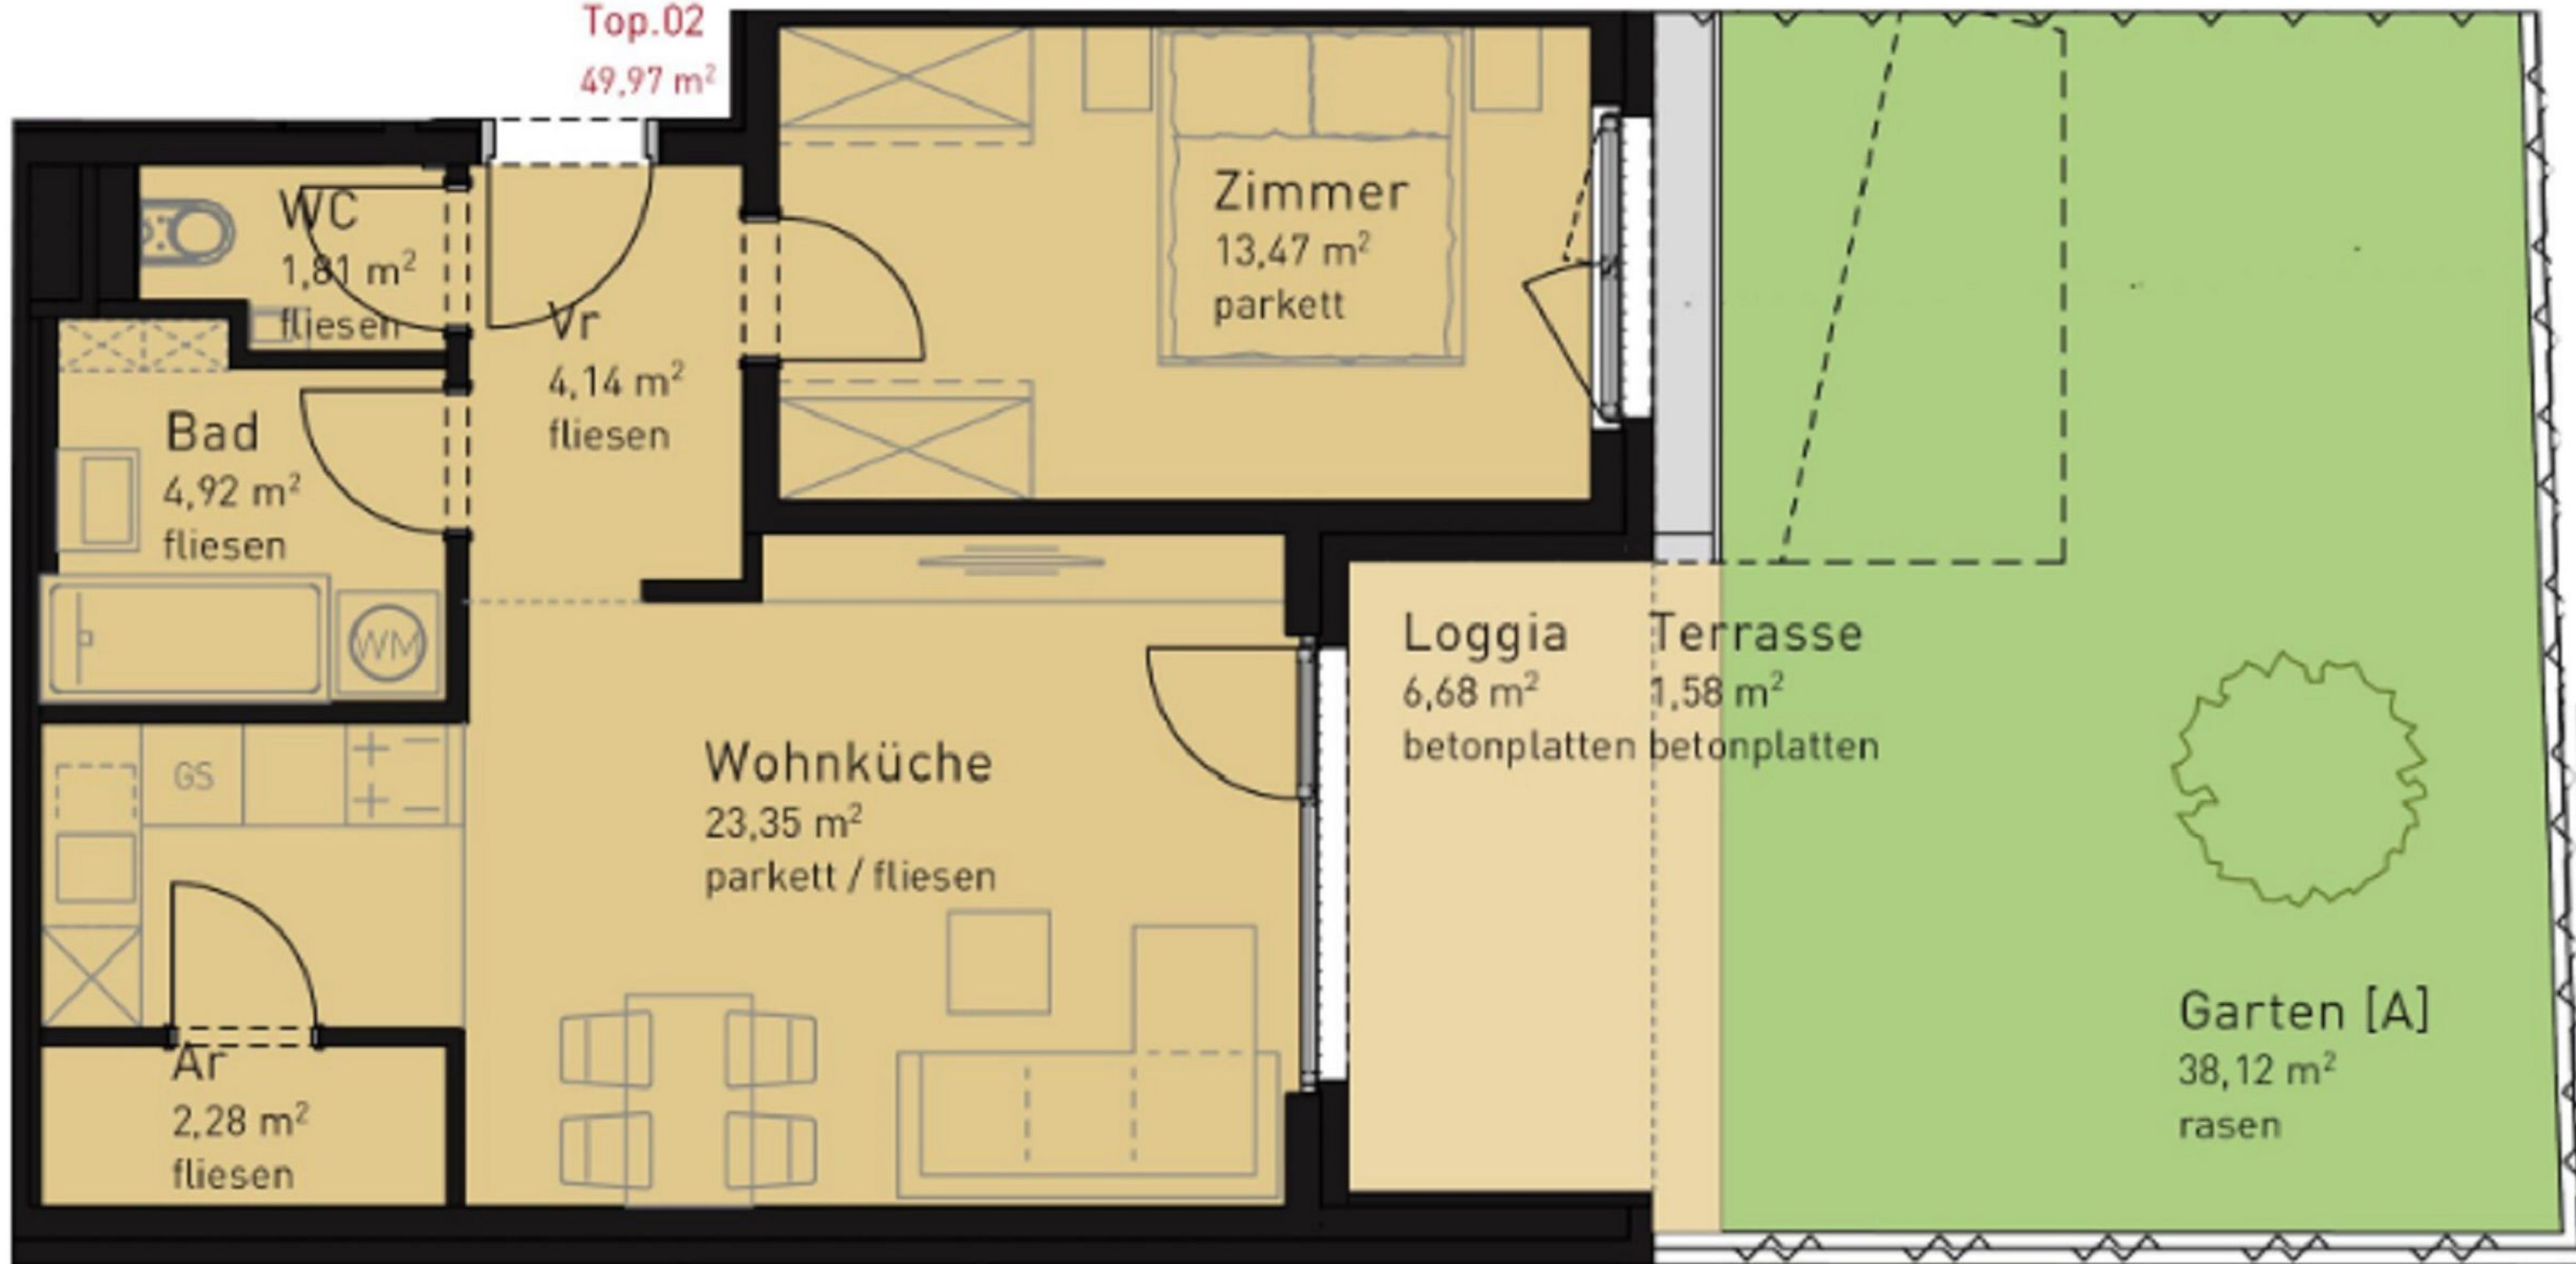 Top.02
49,97 m²
WC
1,81 m²
fliesen
Vr
4,14 m²
fliesen
Zimmer
13,47 m²
parkett
Bad
4,92 m²
fliesen
WM
Loggia
6,68 m²
betonplatten
Terrasse
1,58 m²
betonplatten
GS
Wohnküche
23,35 m²
parkett / fliesen
Ar
2,28 m²
fliesen
Garten [A]
38,12 m²
rasen